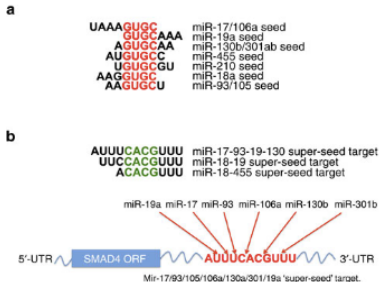 a
UAAAGUGC miR-17/106a seed
GUGCAAA miR-19a seed
AGUGCAA miR-130b/301ab seed
AUGUGCC miR-455 seed
UGUGCGU miR-210 seed
AAGGUGC miR-18a seed
AAGUGCU miR-93/105 seed
b
AUUUCACGUUU miR-17-93-19-130 super-seed target
UUCCACGUUU miR-18-19 super-seed target
ACACGUUU miR-18-455 super-seed target
miR-19a miR-17 miR-93 miR-106a miR-130b miR-301b
5'-UTR SMAD4 ORF AUUUCACGUUU 3'-UTR
Mir-17/93/105/106a/130a/301/19a 'super-seed' target.